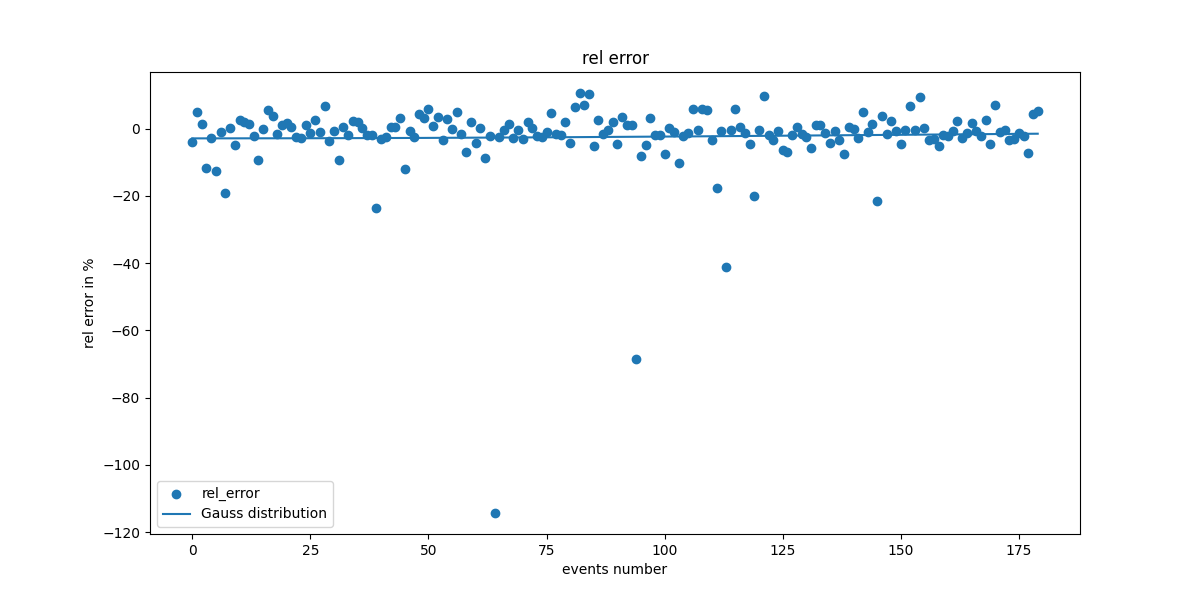 rel error
rel error in %
0
−20
−40
−60
−80
−100
−120
rel_error
Gauss distribution
0 25 50 75 100 125 150 175
events number